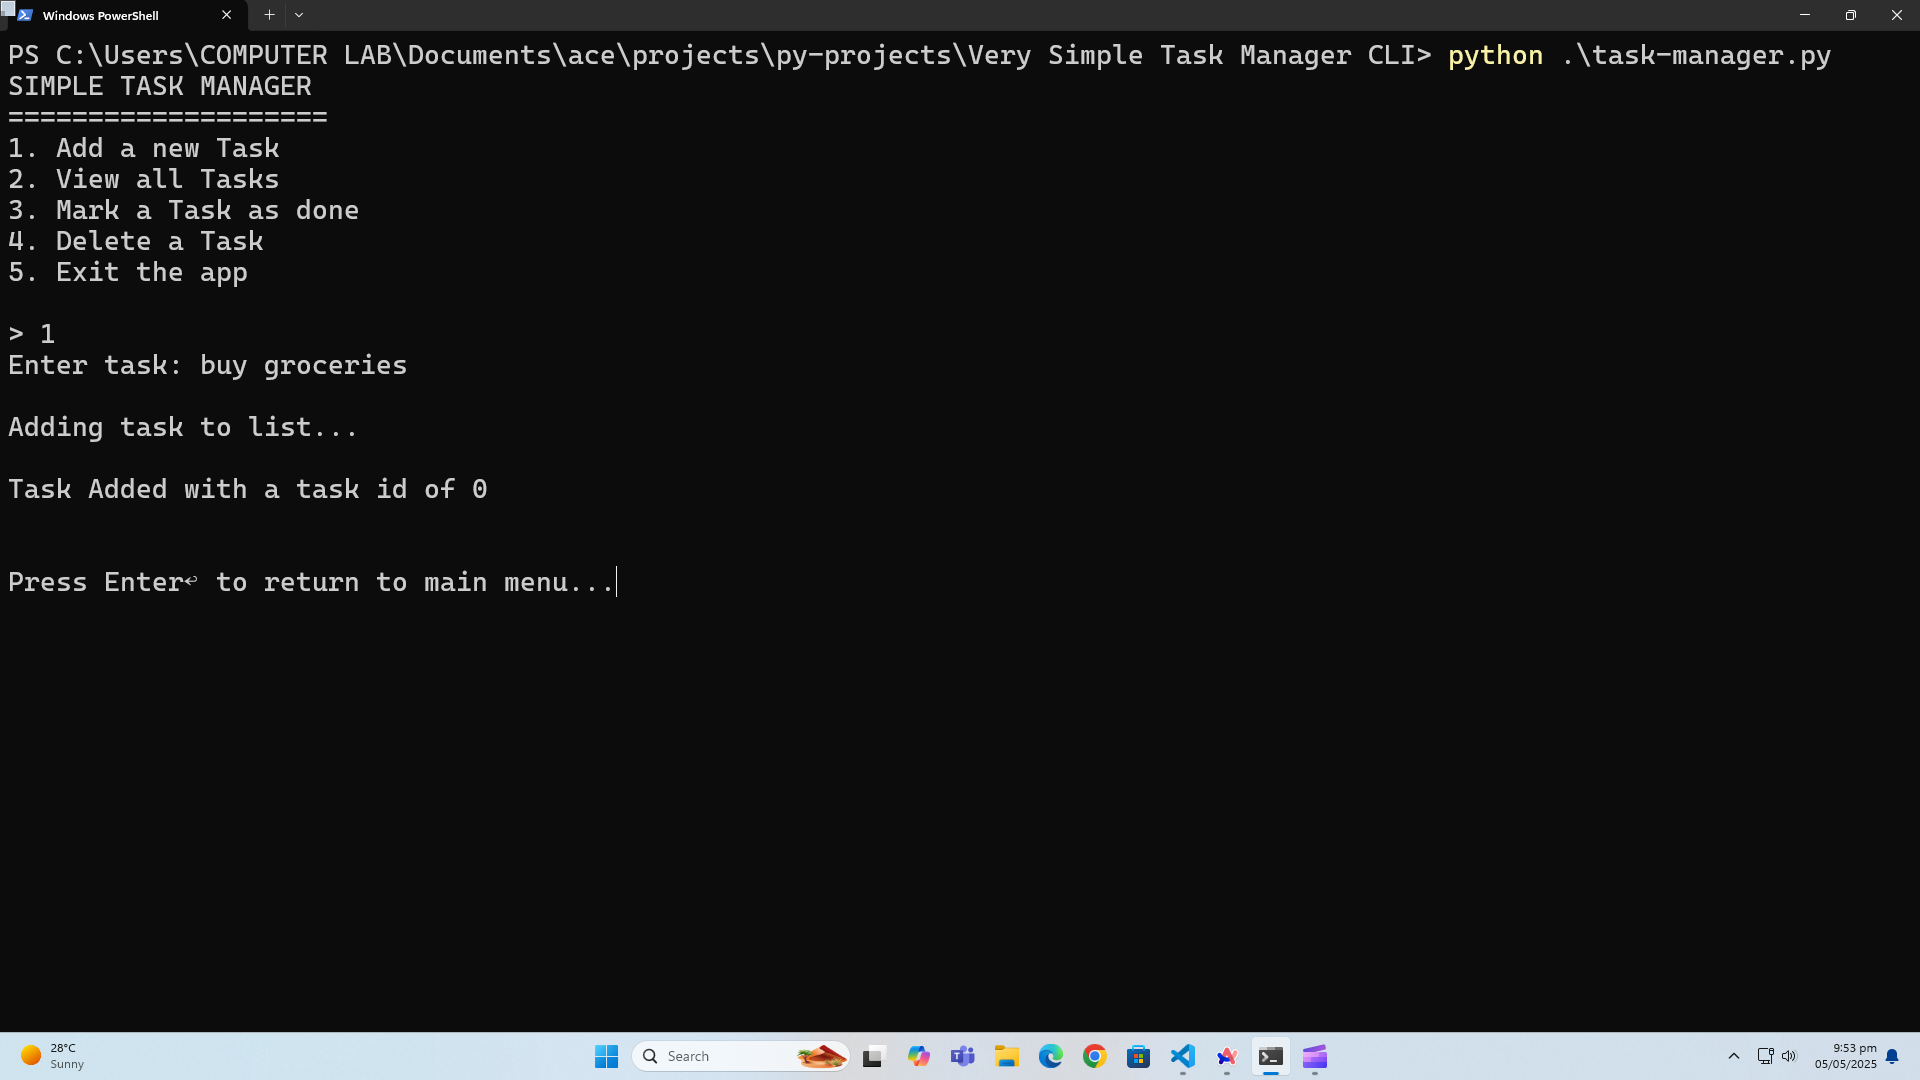 Windows PowerShell
PS C:\Users\COMPUTER LAB\Documents\ace\projects\py-projects\Very Simple Task Manager CLI> python .\task-manager.py
SIMPLE TASK MANAGER
====================
1. Add a new Task
2. View all Tasks
3. Mark a Task as done
4. Delete a Task
5. Exit the app
> 1
Enter task: buy groceries
Adding task to list...
Task Added with a task id of 0
Press Enter↩ to return to main menu...
28°C
Sunny
Search
9:53 pm
05/05/2025